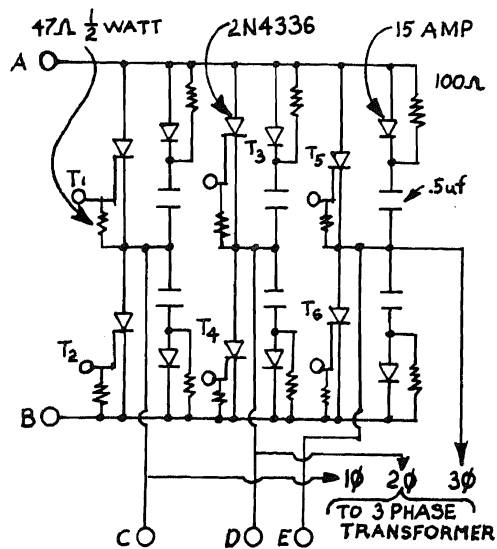 47Ω ½ WATT
2N4336
15 AMP
A
100Ω
T1
T3
T5
.5uf
T2
T4
T6
B
1Ø 2Ø 3Ø
TO 3 PHASE
TRANSFORMER
C D E